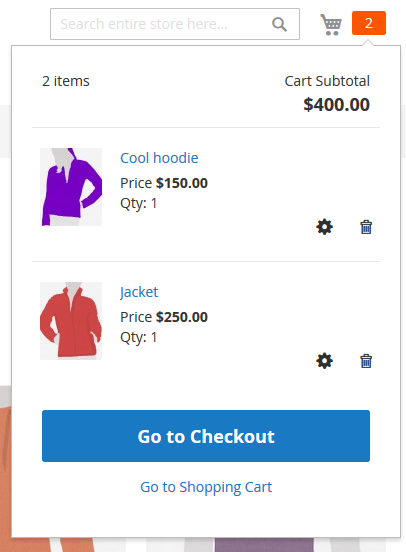 Search entire store here...
2
2 items
Cart Subtotal
$400.00
Cool hoodie
Price $150.00
Qty: 1
Jacket
Price $250.00
Qty: 1
Go to Checkout
Go to Shopping Cart